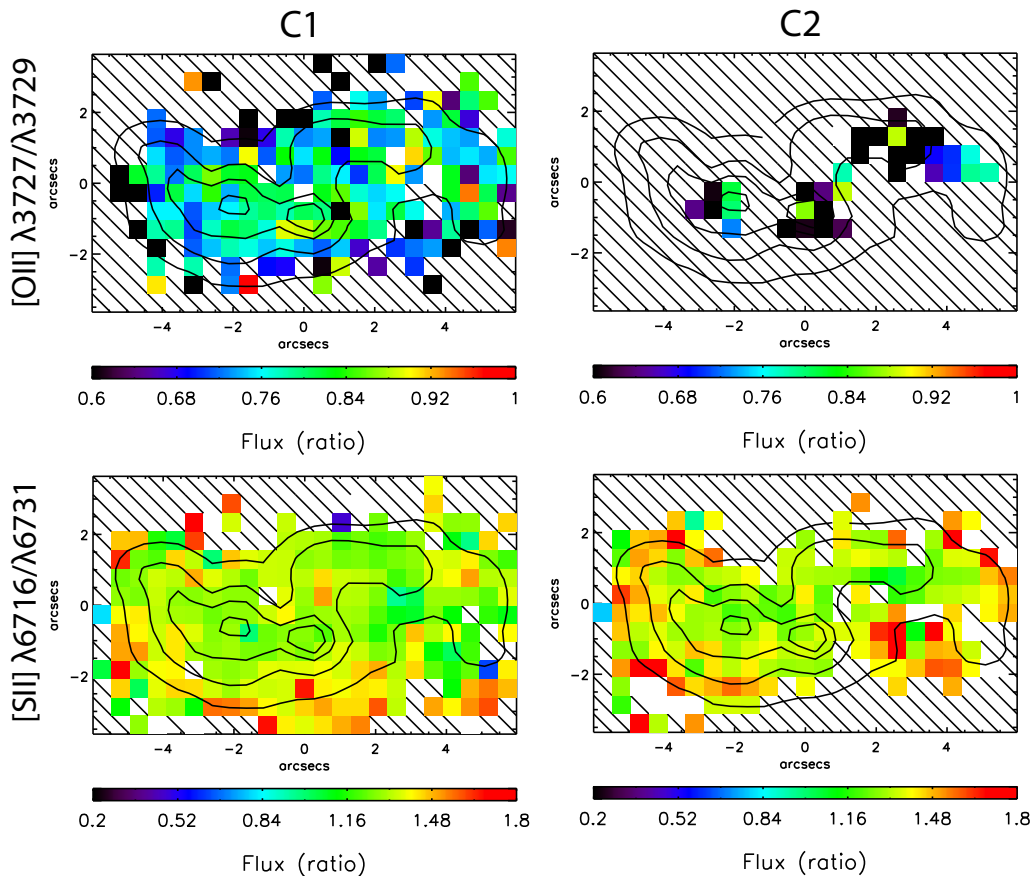 C1 C2
[OII] λ3727/λ3729
arcsecs
2
0
−2
−4 −2 0 2 4
arcsecs
0.6 0.68 0.76 0.84 0.92 1
Flux (ratio)
arcsecs
2
0
−2
−4 −2 0 2 4
arcsecs
0.6 0.68 0.76 0.84 0.92 1
Flux (ratio)
[SII] λ6716/λ6731
arcsecs
2
0
−2
−4 −2 0 2 4
arcsecs
0.2 0.52 0.84 1.16 1.48 1.8
Flux (ratio)
arcsecs
2
0
−2
−4 −2 0 2 4
arcsecs
0.2 0.52 0.84 1.16 1.48 1.8
Flux (ratio)